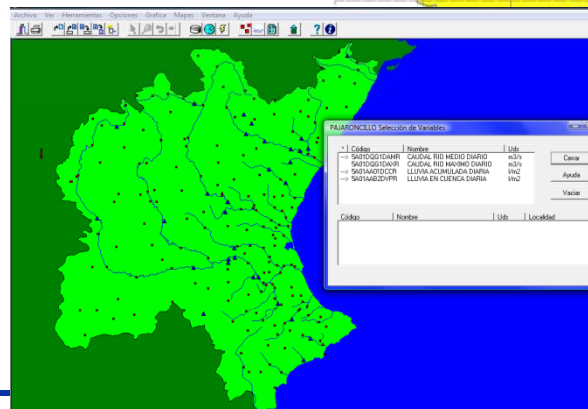 Archivo Ver Herramientas Opciones Grafica Mapas Ventana Ayuda
PAJARONCILLO Selección de Variables
* Código Nombre Uds
--> 5A01DQG1DAMR CAUDAL RIO MEDIO DIARIO m3/s
5A01DQG1DAXR CAUDAL RIO MAXIMO DIARIO m3/s
--> 5A01AA01DCCR LLUVIA ACUMULADA DIARIA l/m2
--> 5A01AAB2DVPR LLUVIA EN CUENCA DIARIA l/m2
Cerrar
Ayuda
Vaciar
Código Nombre Uds Localidad